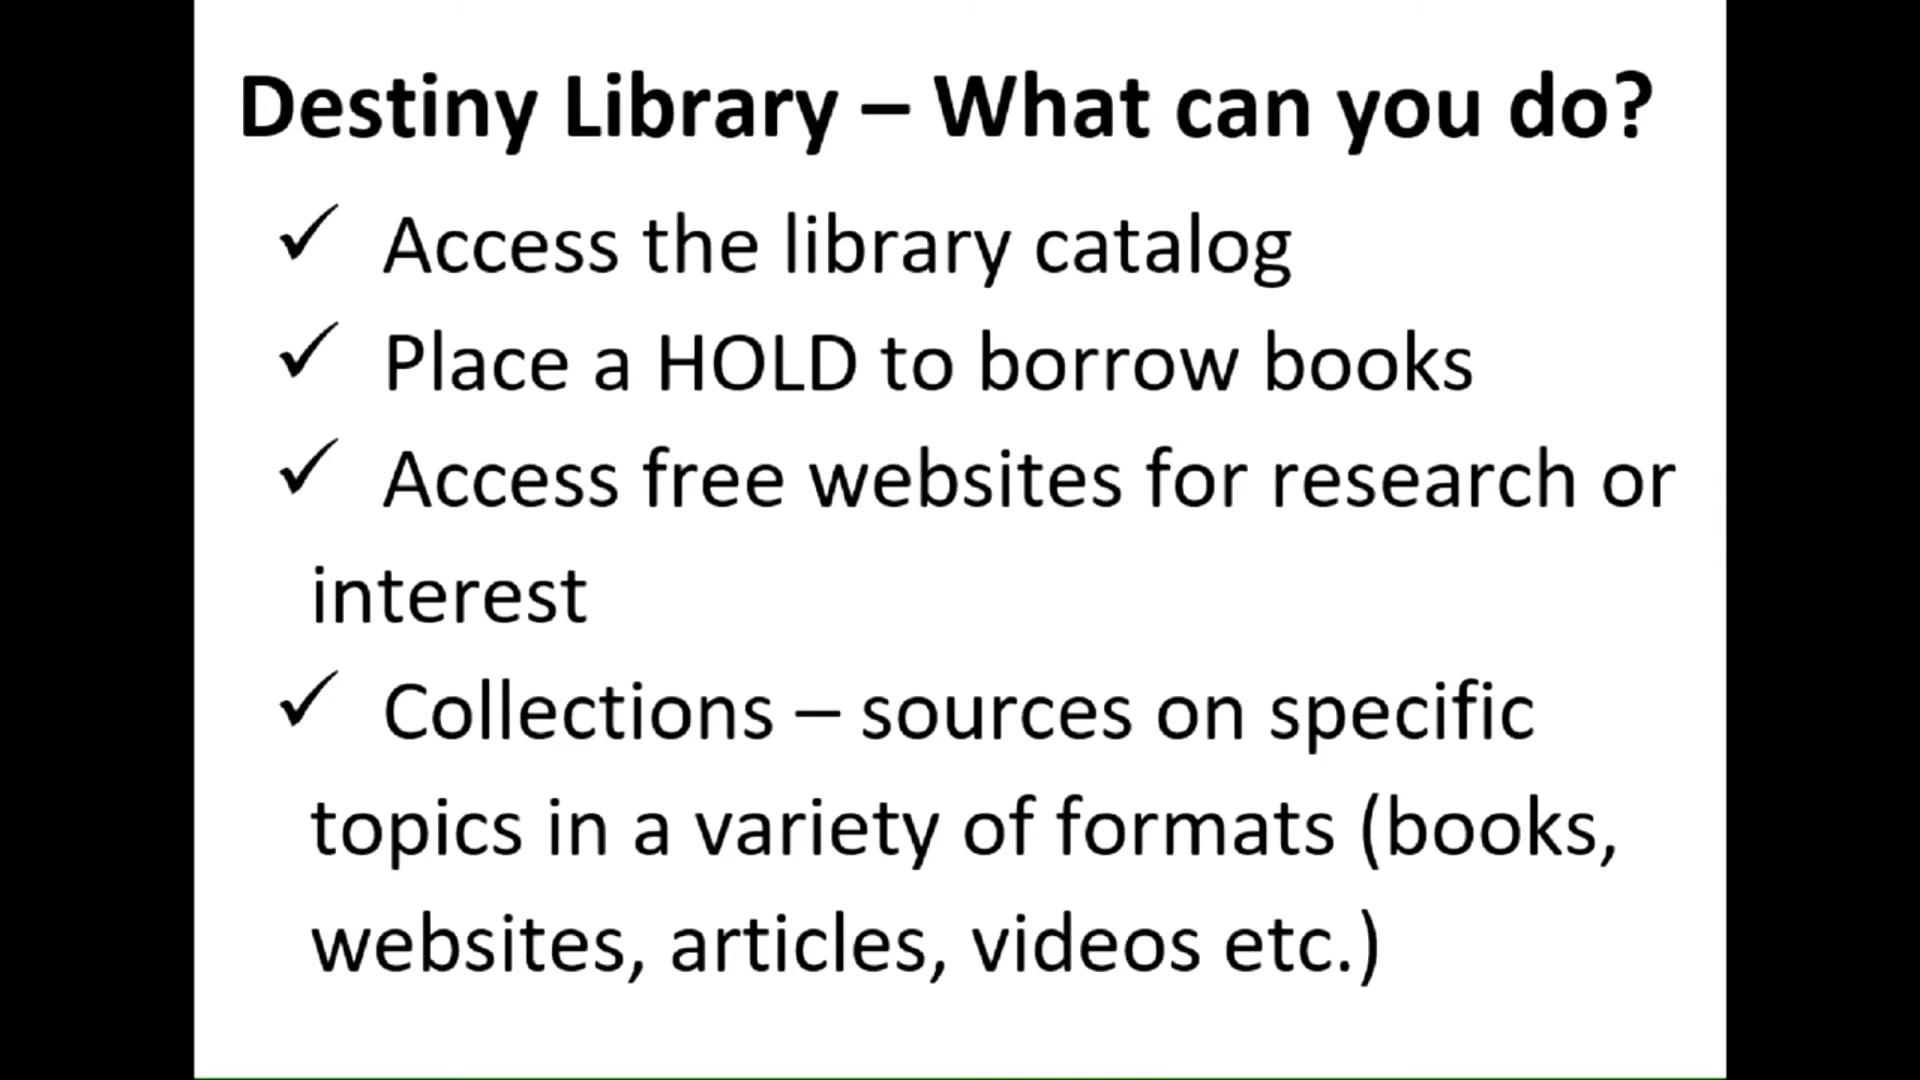 Destiny Library – What can you do?
✓ Access the library catalog
✓ Place a HOLD to borrow books
✓ Access free websites for research or
interest
✓ Collections – sources on specific
topics in a variety of formats (books,
websites, articles, videos etc.)